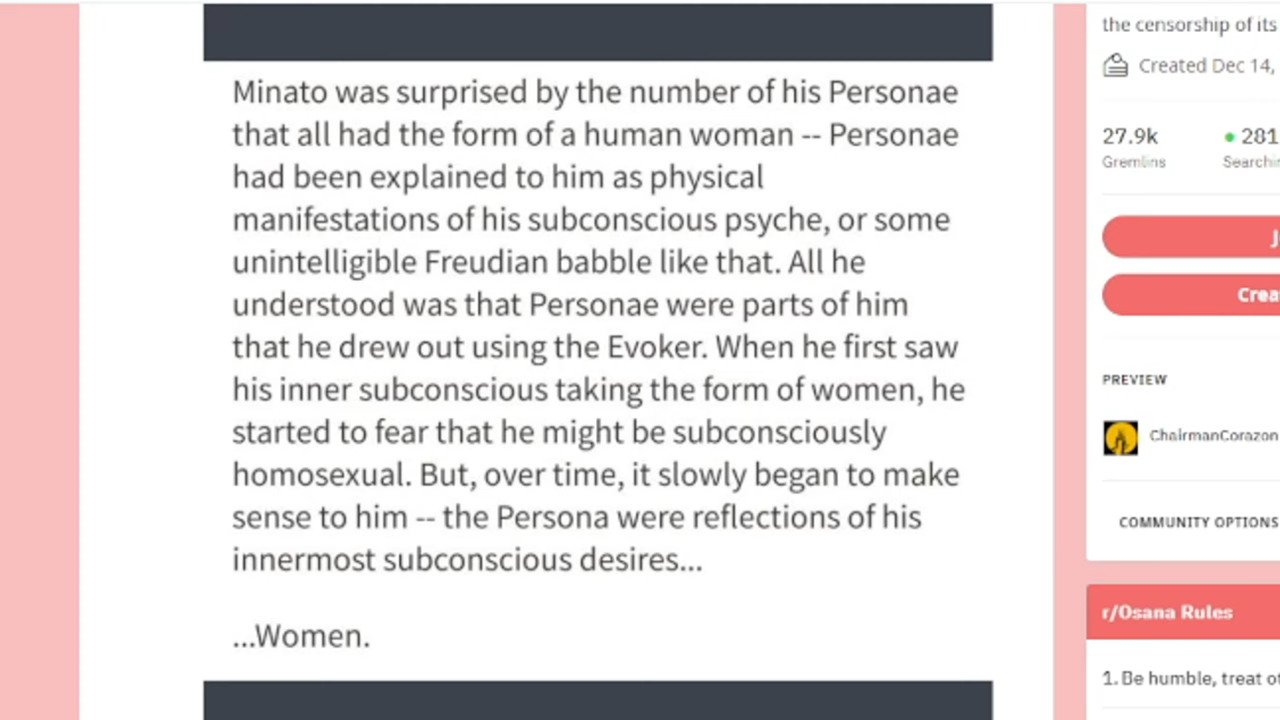 Minato was surprised by the number of his Personae
that all had the form of a human woman -- Personae
had been explained to him as physical
manifestations of his subconscious psyche, or some
unintelligible Freudian babble like that. All he
understood was that Personae were parts of him
that he drew out using the Evoker. When he first saw
his inner subconscious taking the form of women, he
started to fear that he might be subconsciously
homosexual. But, over time, it slowly began to make
sense to him -- the Persona were reflections of his
innermost subconscious desires...
...Women.
the censorship of its
Created Dec 14,
27.9k 281
Gremlins
PREVIEW
ChairmanCorazon
COMMUNITY OPTIONS
r/Osana Rules
1. Be humble, treat